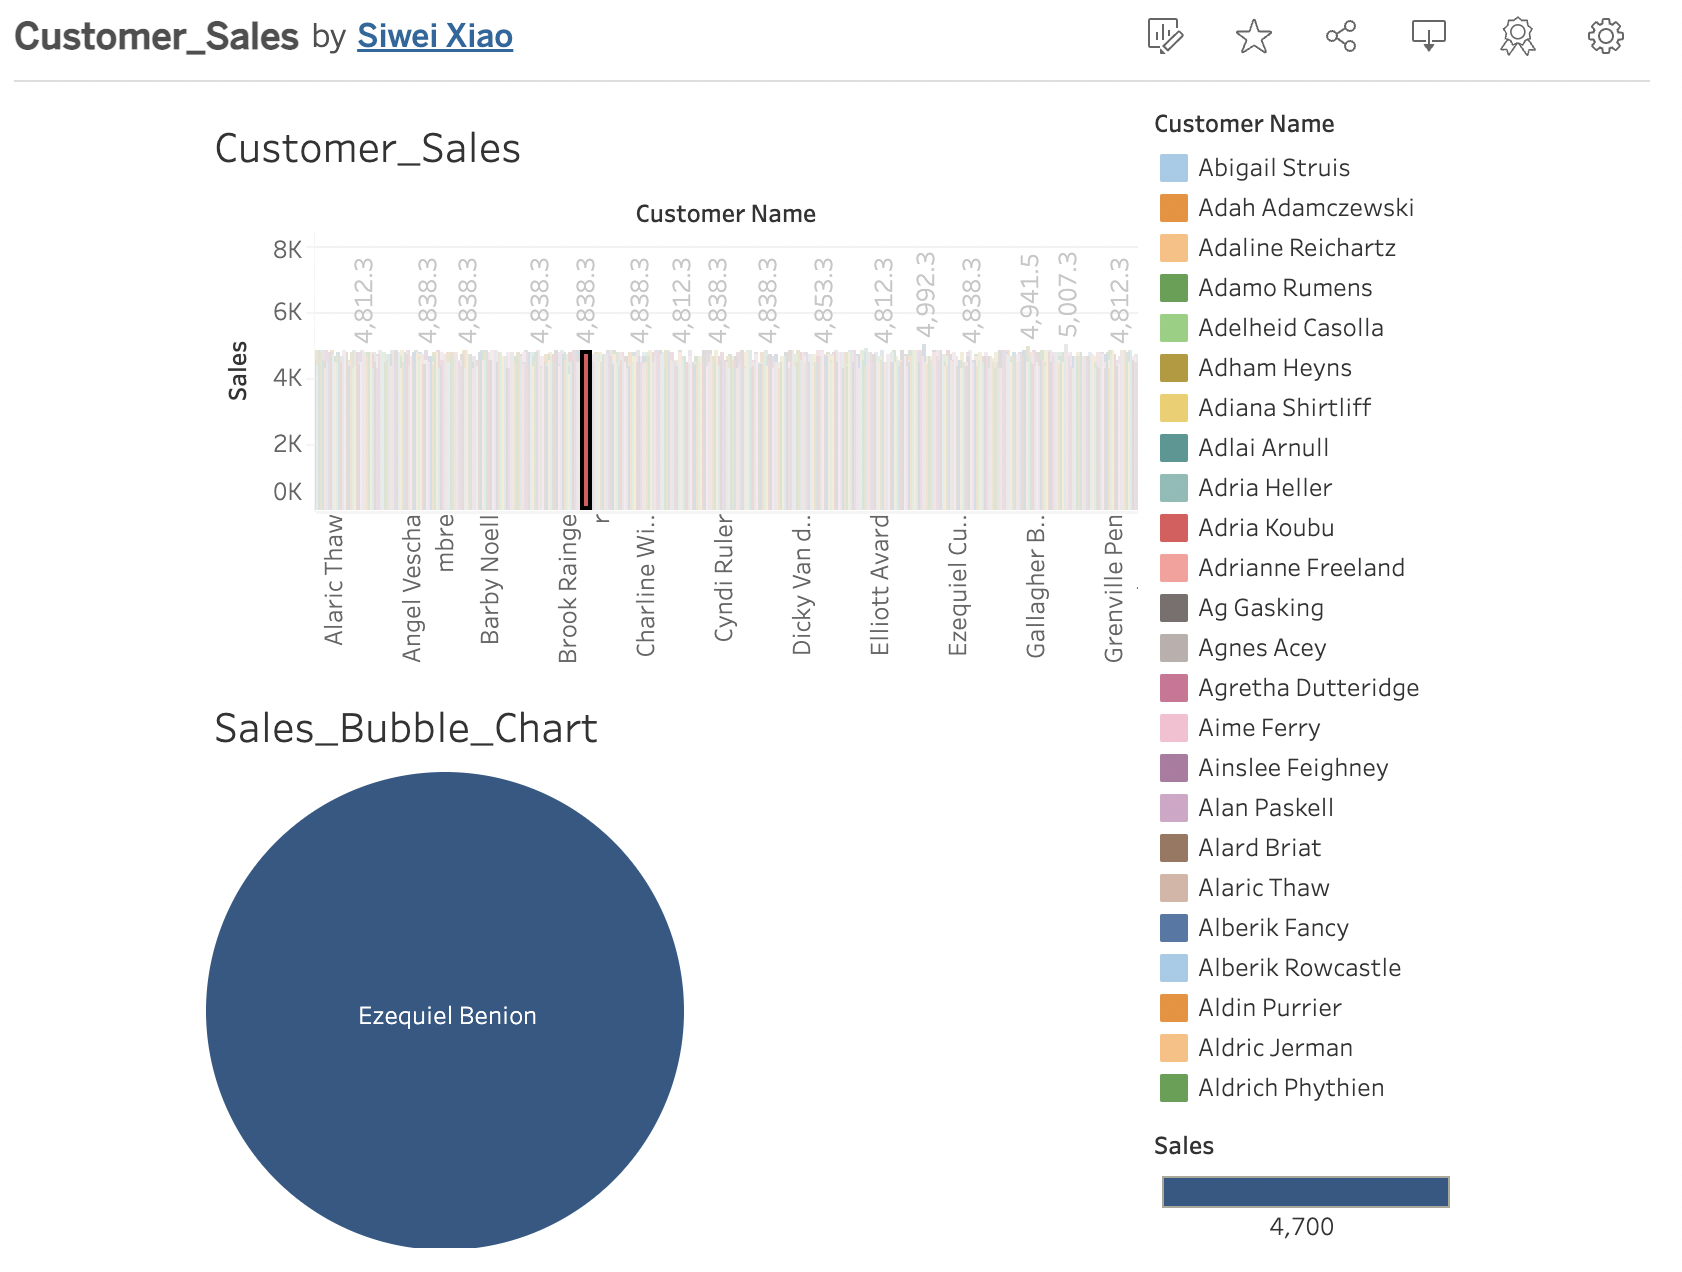 Customer_Sales by Siwei Xiao
Customer_Sales
Customer Name
8K
6K
4K
2K
0K
Sales
4,812.3
4,838.3
4,838.3
4,838.3
4,838.3
4,838.3
4,812.3
4,838.3
4,838.3
4,853.3
4,812.3
4,992.3
4,838.3
4,941.5
5,007.3
4,812.3
Alaric Thaw
Angel Vescha
mbre
Barby Noell
Brook Rainge
r
Charline Wi..
Cyndi Ruler
Dicky Van d..
Elliott Avard
Ezequiel Cu..
Gallagher B..
Grenville Pen
Sales_Bubble_Chart
Ezequiel Benion
Customer Name
Abigail Struis
Adah Adamczewski
Adaline Reichartz
Adamo Rumens
Adelheid Casolla
Adham Heyns
Adiana Shirtliff
Adlai Arnull
Adria Heller
Adria Koubu
Adrianne Freeland
Ag Gasking
Agnes Acey
Agretha Dutteridge
Aime Ferry
Ainslee Feighney
Alan Paskell
Alard Briat
Alaric Thaw
Alberik Fancy
Alberik Rowcastle
Aldin Purrier
Aldric Jerman
Aldrich Phythien
Sales
4,700